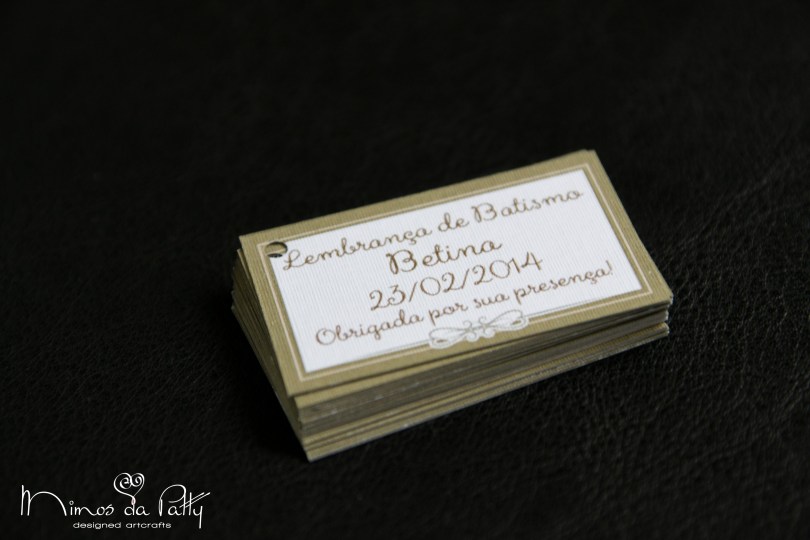 Lembrança de Batismo
Betina
23/02/2014
Obrigada por sua presença!
Mimos da Patty
designed artcrafts